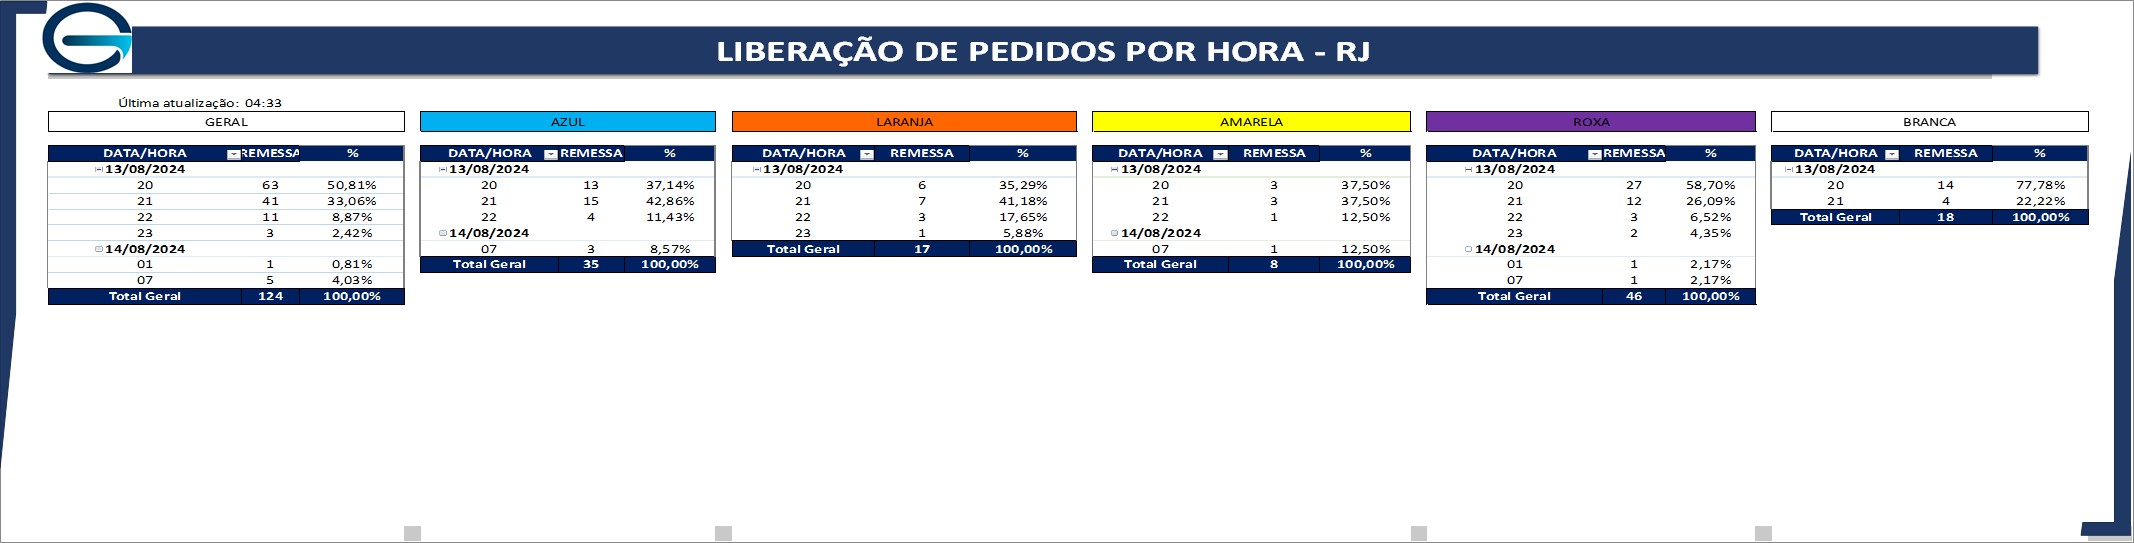 LIBERAÇÃO DE PEDIDOS POR HORA - RJ
Última atualização: 04:33
GERAL
DATA/HORA REMESSA %
13/08/2024
20 63 50,81%
21 41 33,06%
22 11 8,87%
23 3 2,42%
14/08/2024
01 1 0,81%
07 5 4,03%
Total Geral 124 100,00%
AZUL
DATA/HORA REMESSA %
13/08/2024
20 13 37,14%
21 15 42,86%
22 4 11,43%
14/08/2024
07 3 8,57%
Total Geral 35 100,00%
LARANJA
DATA/HORA REMESSA %
13/08/2024
20 6 35,29%
21 7 41,18%
22 3 17,65%
23 1 5,88%
Total Geral 17 100,00%
AMARELA
DATA/HORA REMESSA %
13/08/2024
20 3 37,50%
21 3 37,50%
22 1 12,50%
14/08/2024
07 1 12,50%
Total Geral 8 100,00%
ROXA
DATA/HORA REMESSA %
13/08/2024
20 27 58,70%
21 12 26,09%
22 3 6,52%
23 2 4,35%
14/08/2024
01 1 2,17%
07 1 2,17%
Total Geral 46 100,00%
BRANCA
DATA/HORA REMESSA %
13/08/2024
20 14 77,78%
21 4 22,22%
Total Geral 18 100,00%